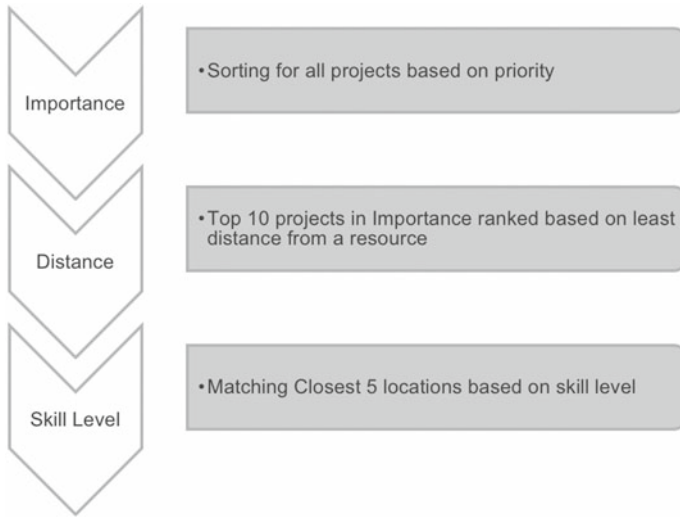 Importance
•Sorting for all projects based on priority
Distance
•Top 10 projects in Importance ranked based on least
distance from a resource
Skill Level
•Matching Closest 5 locations based on skill level